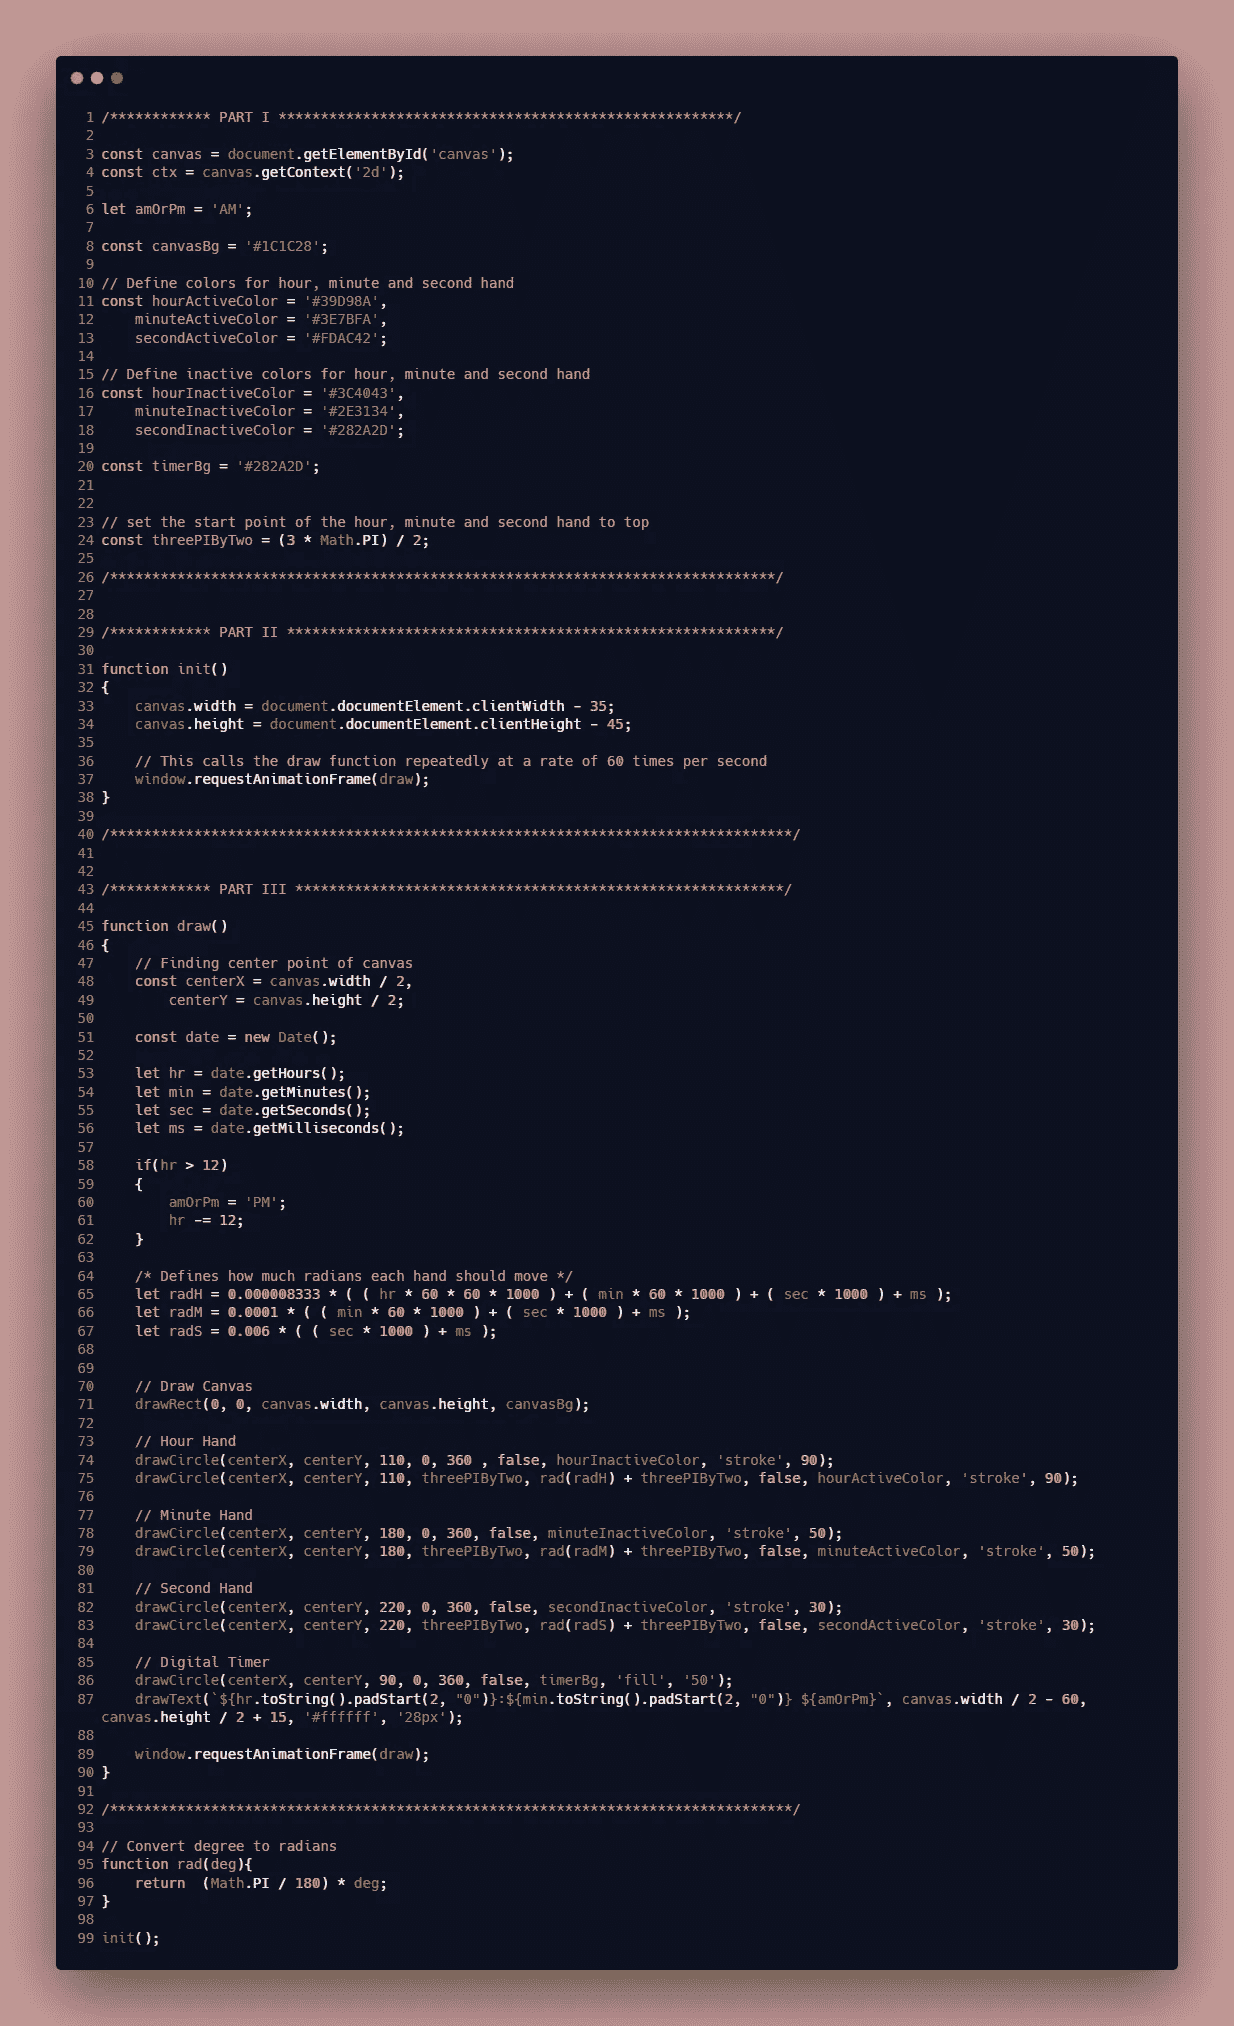 1 /************ PART I ******************************************************/
2
3 const canvas = document.getElementById('canvas');
4 const ctx = canvas.getContext('2d');
5
6 let amOrPm = 'AM';
7
8 const canvasBg = '#1C1C28';
9
10 // Define colors for hour, minute and second hand
11 const hourActiveColor = '#39D98A',
12     minuteActiveColor = '#3E7BFA',
13     secondActiveColor = '#FDAC42';
14
15 // Define inactive colors for hour, minute and second hand
16 const hourInactiveColor = '#3C4043',
17     minuteInactiveColor = '#2E3134',
18     secondInactiveColor = '#282A2D';
19
20 const timerBg = '#282A2D';
21
22
23 // set the start point of the hour, minute and second hand to top
24 const threePIByTwo = (3 * Math.PI) / 2;
25
26 /*******************************************************************************/
27
28
29 /************ PART II **********************************************************/
30
31 function init()
32 {
33     canvas.width = document.documentElement.clientWidth - 35;
34     canvas.height = document.documentElement.clientHeight - 45;
35
36     // This calls the draw function repeatedly at a rate of 60 times per second
37     window.requestAnimationFrame(draw);
38 }
39
40 /*********************************************************************************/
41
42
43 /************ PART III **********************************************************/
44
45 function draw()
46 {
47     // Finding center point of canvas
48     const centerX = canvas.width / 2,
49         centerY = canvas.height / 2;
50
51     const date = new Date();
52
53     let hr = date.getHours();
54     let min = date.getMinutes();
55     let sec = date.getSeconds();
56     let ms = date.getMilliseconds();
57
58     if(hr > 12)
59     {
60         amOrPm = 'PM';
61         hr -= 12;
62     }
63
64     /* Defines how much radians each hand should move */
65     let radH = 0.000008333 * ( ( hr * 60 * 60 * 1000 ) + ( min * 60 * 1000 ) + ( sec * 1000 ) + ms );
66     let radM = 0.0001 * ( ( min * 60 * 1000 ) + ( sec * 1000 ) + ms );
67     let radS = 0.006 * ( ( sec * 1000 ) + ms );
68
69
70     // Draw Canvas
71     drawRect(0, 0, canvas.width, canvas.height, canvasBg);
72
73     // Hour Hand
74     drawCircle(centerX, centerY, 110, 0, 360 , false, hourInactiveColor, 'stroke', 90);
75     drawCircle(centerX, centerY, 110, threePIByTwo, rad(radH) + threePIByTwo, false, hourActiveColor, 'stroke', 90);
76
77     // Minute Hand
78     drawCircle(centerX, centerY, 180, 0, 360, false, minuteInactiveColor, 'stroke', 50);
79     drawCircle(centerX, centerY, 180, threePIByTwo, rad(radM) + threePIByTwo, false, minuteActiveColor, 'stroke', 50);
80
81     // Second Hand
82     drawCircle(centerX, centerY, 220, 0, 360, false, secondInactiveColor, 'stroke', 30);
83     drawCircle(centerX, centerY, 220, threePIByTwo, rad(radS) + threePIByTwo, false, secondActiveColor, 'stroke', 30);
84
85     // Digital Timer
86     drawCircle(centerX, centerY, 90, 0, 360, false, timerBg, 'fill', '50');
87     drawText(`${hr.toString().padStart(2, "0")}:${min.toString().padStart(2, "0")} ${amOrPm}`, canvas.width / 2 - 60,
canvas.height / 2 + 15, '#ffffff', '28px');
88
89     window.requestAnimationFrame(draw);
90 }
91
92 /*********************************************************************************/
93
94 // Convert degree to radians
95 function rad(deg){
96     return  (Math.PI / 180) * deg;
97 }
98
99 init();